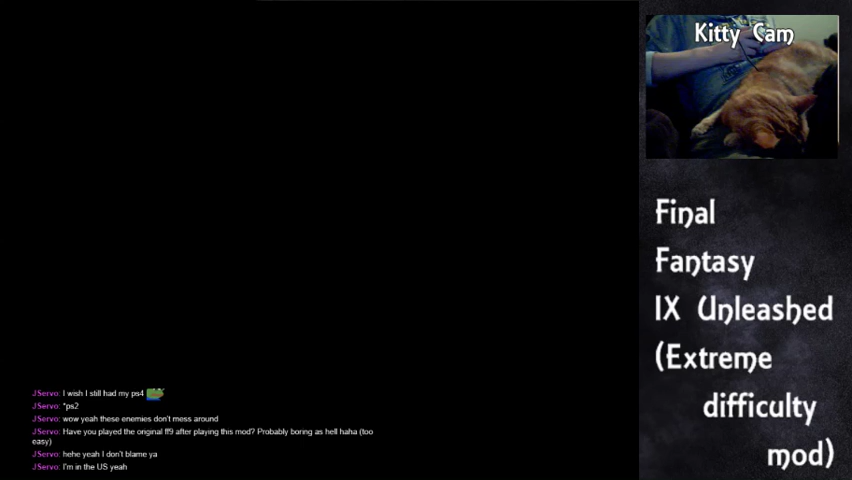 Kitty Cam
Final
Fantasy
IX Unleashed
(Extreme
difficulty
mod)
JServo: I wish I still had my ps4
JServo: *ps2
JServo: wow yeah these enemies don't mess around
JServo: Have you played the original ff9 after playing this mod? Probably boring as hell haha (too
easy)
JServo: hehe yeah I don't blame ya
JServo: I'm in the US yeah